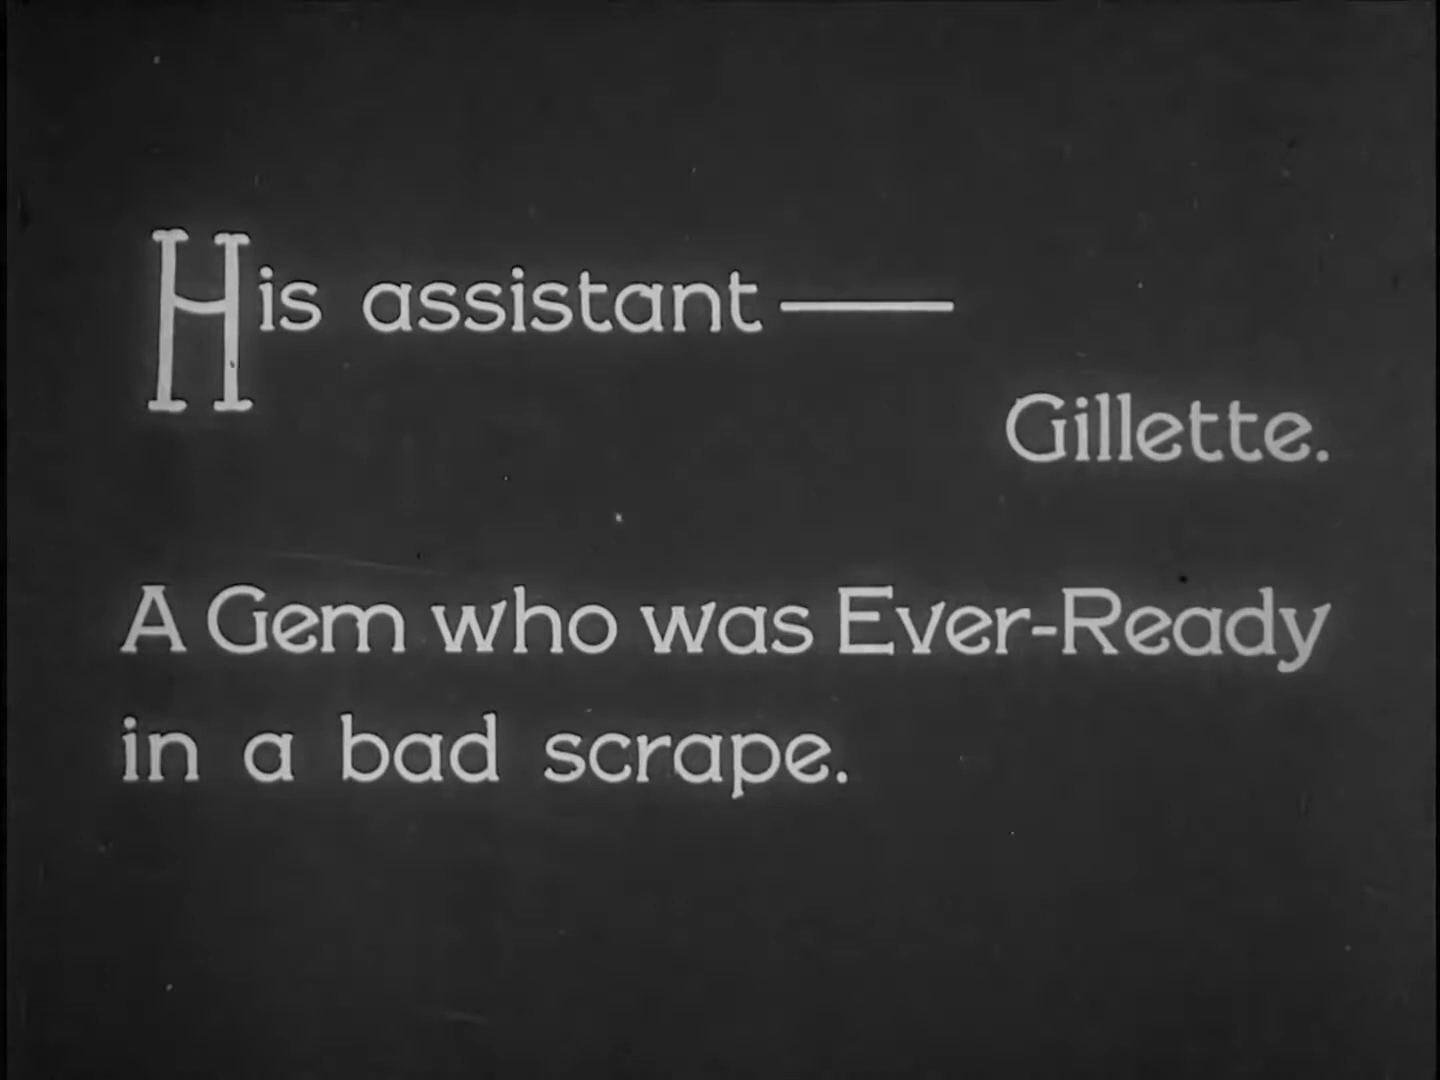 His assistant —
Gillette.
A Gem who was Ever-Ready
in a bad scrape.